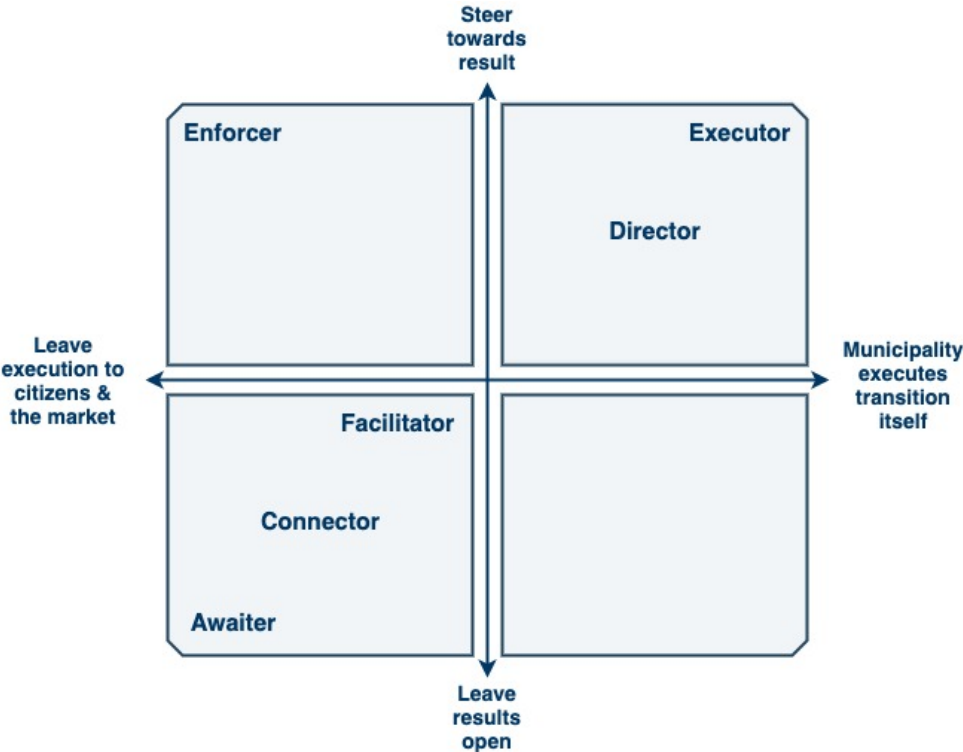 Steer
towards
result
Enforcer
Executor
Director
Leave
execution to
citizens &
the market
Municipality
executes
transition
itself
Facilitator
Connector
Awaiter
Leave
results
open